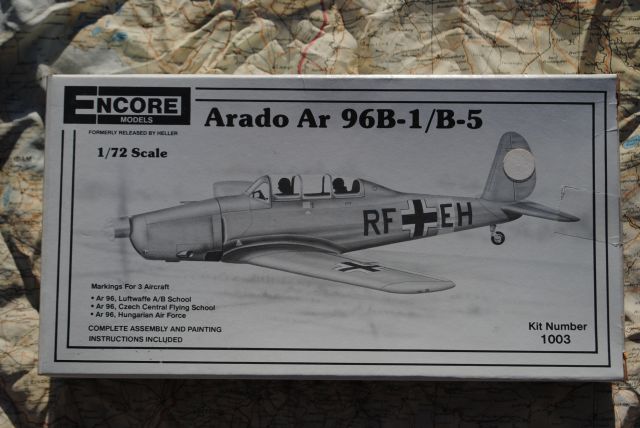 ENCORE
MODELS
FORMERLY RELEASED BY HELLER
Arado Ar 96B-1/B-5
1/72 Scale
RF EH
Markings For 3 Aircraft
• Ar 96, Luftwaffe A/B School
• Ar 96, Czech Central Flying School
• Ar 96, Hungarian Air Force
COMPLETE ASSEMBLY AND PAINTING
INSTRUCTIONS INCLUDED
Kit Number
1003